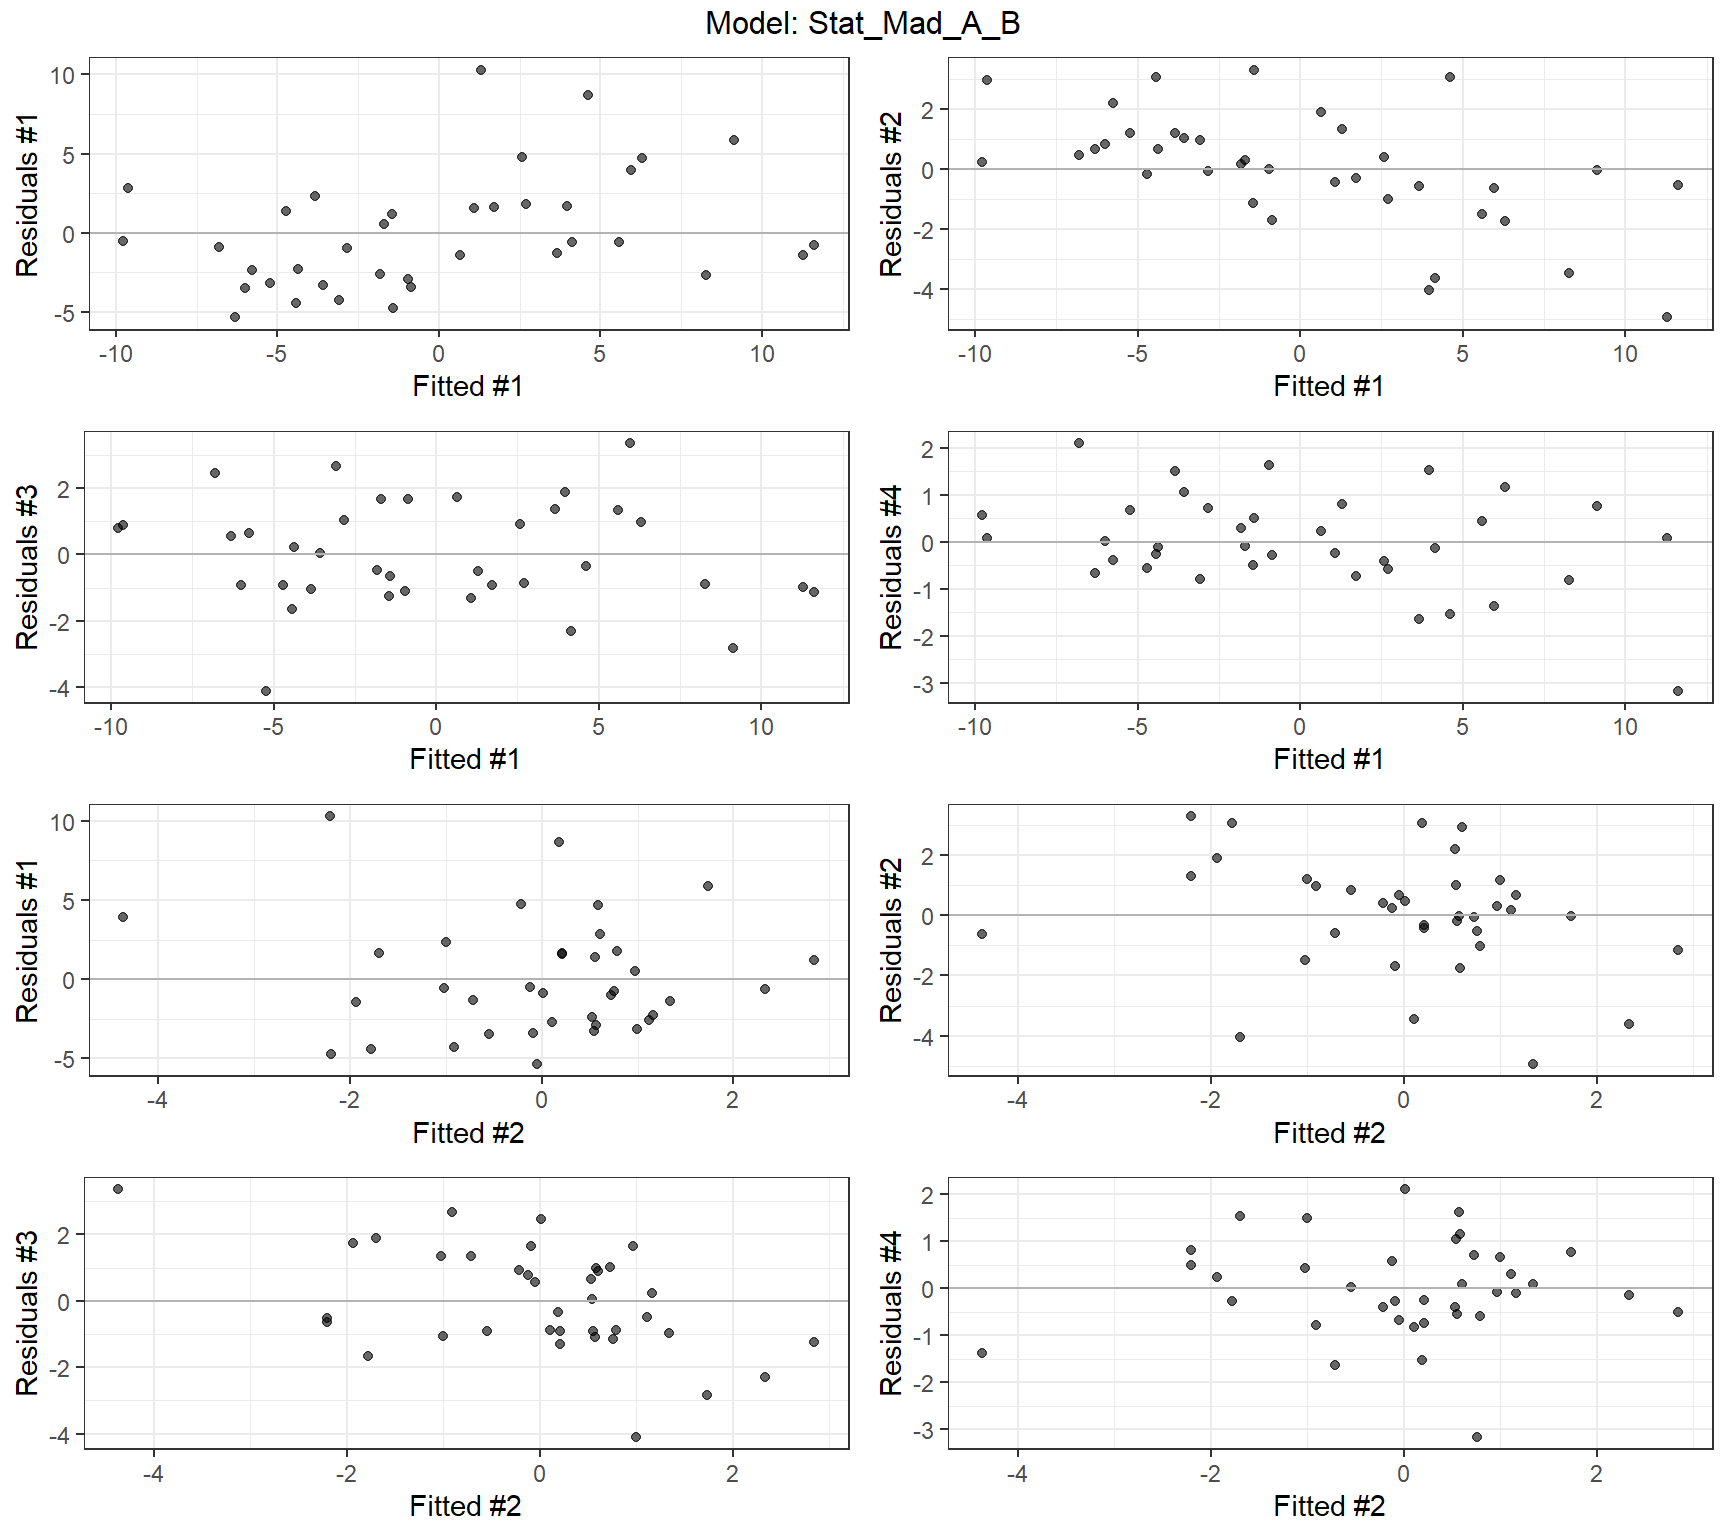 Model: Stat_Mad_A_B
10
5
0
-5
Residuals #1
-10 -5 0 5 10
Fitted #1
2
0
-2
-4
Residuals #2
-10 -5 0 5 10
Fitted #1
2
0
-2
-4
Residuals #3
-10 -5 0 5 10
Fitted #1
2
1
0
-1
-2
-3
Residuals #4
-10 -5 0 5 10
Fitted #1
10
5
0
-5
Residuals #1
-4 -2 0 2
Fitted #2
2
0
-2
-4
Residuals #2
-4 -2 0 2
Fitted #2
2
0
-2
-4
Residuals #3
-4 -2 0 2
Fitted #2
2
1
0
-1
-2
-3
Residuals #4
-4 -2 0 2
Fitted #2